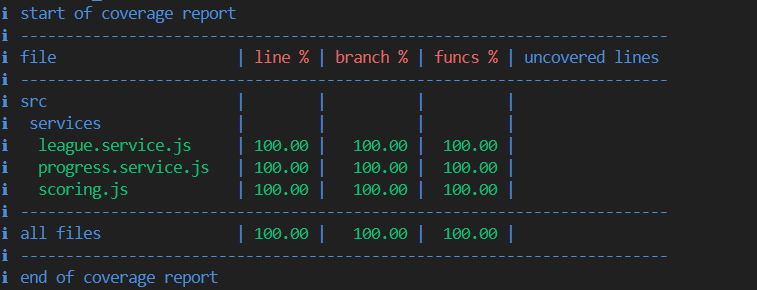 ℹ start of coverage report
ℹ ------------------------------------------------------------------------
ℹ file                    | line % | branch % | funcs % | uncovered lines
ℹ ------------------------------------------------------------------------
ℹ src                     |        |          |         |
ℹ  services               |        |          |         |
ℹ   league.service.js     | 100.00 |   100.00 |  100.00 |
ℹ   progress.service.js   | 100.00 |   100.00 |  100.00 |
ℹ   scoring.js            | 100.00 |   100.00 |  100.00 |
ℹ ------------------------------------------------------------------------
ℹ all files               | 100.00 |   100.00 |  100.00 |
ℹ ------------------------------------------------------------------------
ℹ end of coverage report